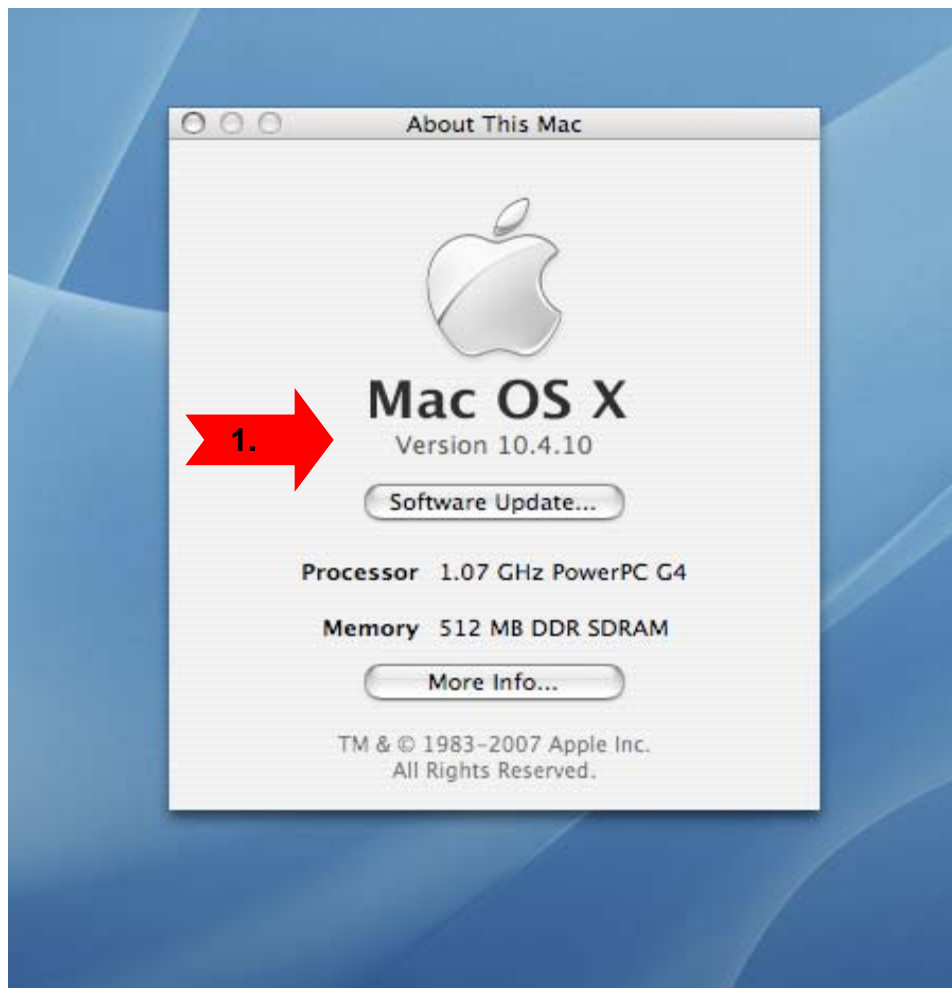 About This Mac
Mac OS X
1.
Version 10.4.10
Software Update...
Processor 1.07 GHz PowerPC G4
Memory 512 MB DDR SDRAM
More Info...
TM & © 1983-2007 Apple Inc.
All Rights Reserved.